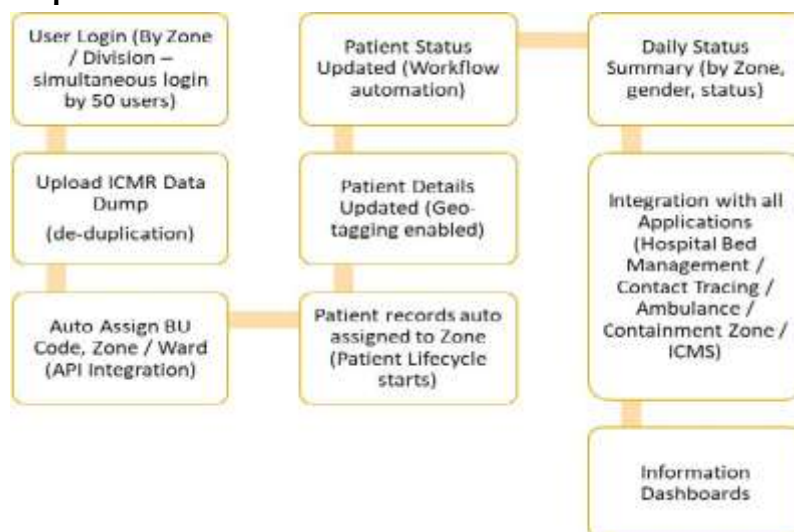 User Login (By Zone
/ Division –
simultaneous login
by 50 users)
Upload ICMR Data
Dump
(de-duplication)
Auto Assign BU
Code, Zone / Ward
(API Integration)
Patient records auto
assigned to Zone
(Patient Lifecycle
starts)
Patient Details
Updated (Geo-
tagging enabled)
Patient Status
Updated (Workflow
automation)
Daily Status
Summary (by Zone,
gender, status)
Integration with all
Applications
(Hospital Bed
Management /
Contact Tracing /
Ambulance /
Containment Zone /
ICMS)
Information
Dashboards